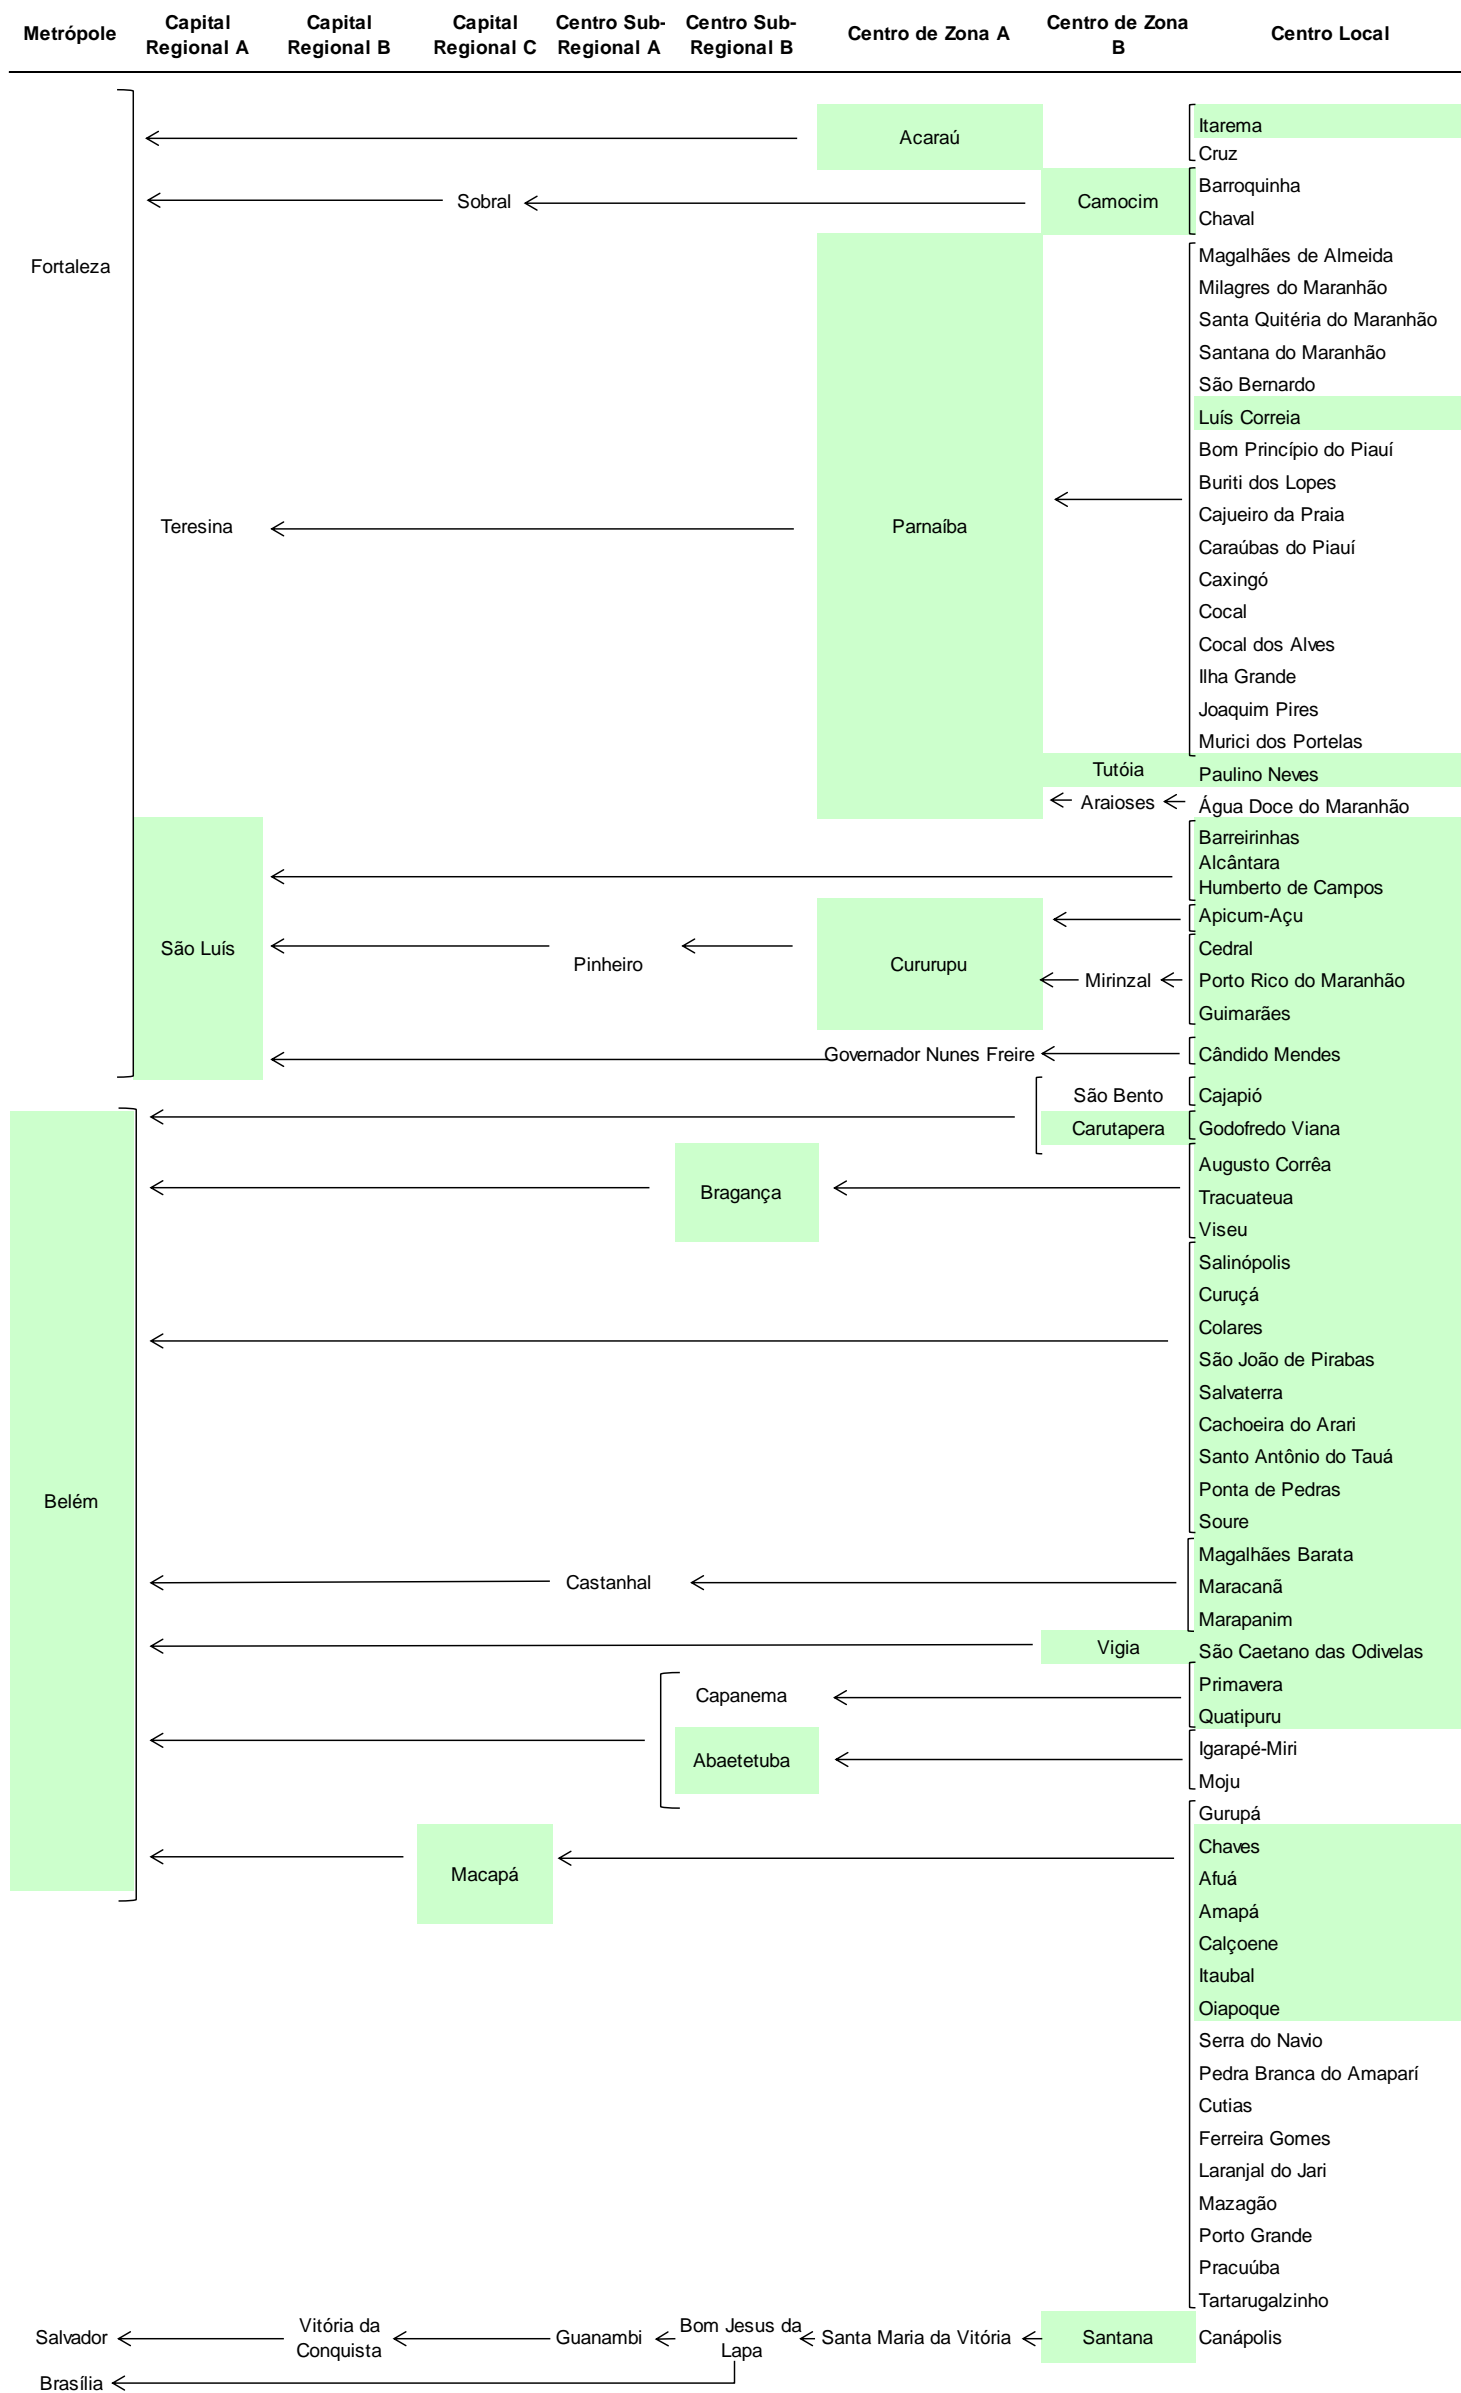 Metrópole
Capital
Regional A
Capital
Regional B
Capital
Regional C
Centro Sub-
Regional A
Centro Sub-
Regional B
Centro de Zona A
Centro de Zona
B
Centro Local
Fortaleza
Acaraú
Itarema
Cruz
Sobral
Camocim
Barroquinha
Chaval
Teresina
Parnaíba
Magalhães de Almeida
Milagres do Maranhão
Santa Quitéria do Maranhão
Santana do Maranhão
São Bernardo
Luís Correia
Bom Princípio do Piauí
Buriti dos Lopes
Cajueiro da Praia
Caraúbas do Piauí
Caxingó
Cocal
Cocal dos Alves
Ilha Grande
Joaquim Pires
Murici dos Portelas
Tutóia
Paulino Neves
Araioses
Água Doce do Maranhão
São Luís
Barreirinhas
Alcântara
Humberto de Campos
Pinheiro
Cururupu
Apicum-Açu
Mirinzal
Cedral
Porto Rico do Maranhão
Guimarães
Governador Nunes Freire
Cândido Mendes
Belém
São Bento
Cajapió
Carutapera
Godofredo Viana
Bragança
Augusto Corrêa
Tracuateua
Viseu
Salinópolis
Curuçá
Colares
São João de Pirabas
Salvaterra
Cachoeira do Arari
Santo Antônio do Tauá
Ponta de Pedras
Soure
Castanhal
Magalhães Barata
Maracanã
Marapanim
Vigia
São Caetano das Odivelas
Capanema
Primavera
Quatipuru
Abaetetuba
Igarapé-Miri
Moju
Macapá
Gurupá
Chaves
Afuá
Amapá
Calçoene
Itaubal
Oiapoque
Serra do Navio
Pedra Branca do Amaparí
Cutias
Ferreira Gomes
Laranjal do Jari
Mazagão
Porto Grande
Pracuúba
Tartarugalzinho
Salvador
Vitória da
Conquista
Guanambi
Bom Jesus da
Lapa
Santa Maria da Vitória
Santana
Canápolis
Brasília